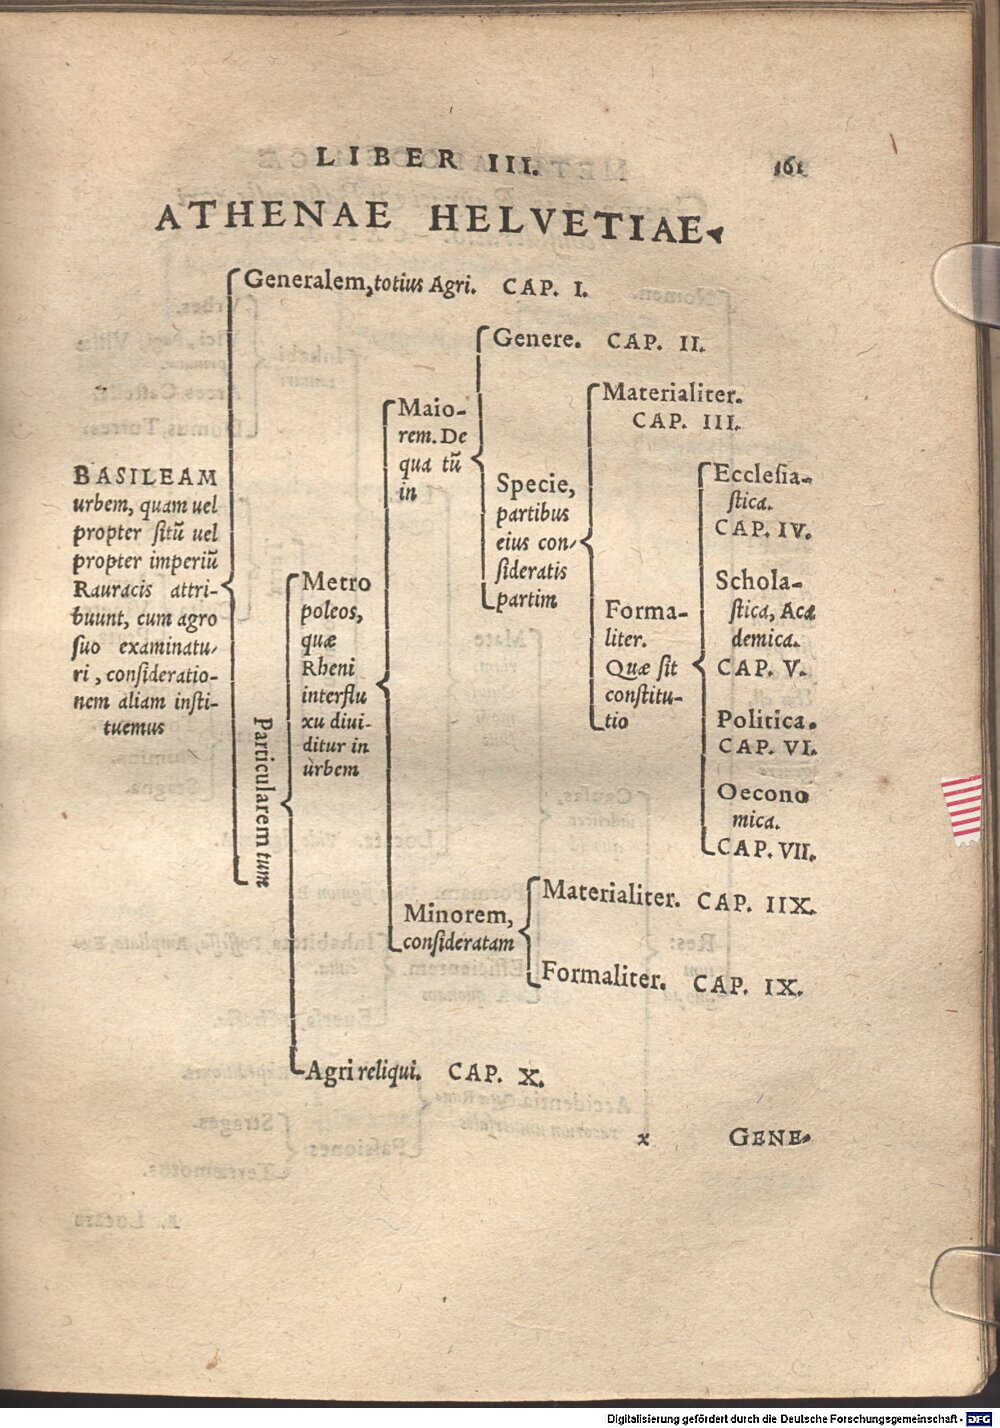 LIBER III. 161
ATHENAE HELVETIAE
BASILEAM
urbem, quam uel
propter ſitũ uel
propter imperiũ
Rauracis attri-
buunt, cum agro
ſuo examinatu-
ri, conſideratio-
nem aliam inſti-
tuemus
Generalem, totius Agri. CAP. I.
Particularem tum
Metro
poleos,
quæ
Rheni
interflu
xu diui-
ditur in
ùrbem
Maio-
rem. De
qua tũ
in
Genere. CAP. II.
Specie,
partibus
eius con-
ſideratis
partim
Materialiter.
CAP. III.
Forma-
liter.
Quæ ſit
conſtitu-
tio
Eccleſia-
ſtica.
CAP. IV.
Schola-
ſtica, Aca
demica.
CAP. V.
Politica.
CAP. VI.
Oecono
mica.
CAP. VII.
Minorem,
conſideratam
Materialiter. CAP. IIX.
Formaliter. CAP. IX.
Agri reliqui. CAP. X.
x GENE-
Digitalisierung gefördert durch die Deutsche Forschungsgemeinschaft - DFG